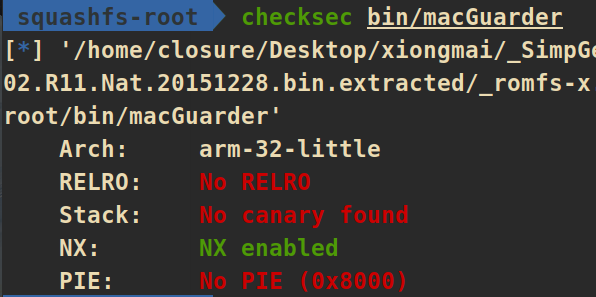 squashfs-root checksec bin/macGuarder
[*] '/home/closure/Desktop/xiongmai/_SimpGe
02.R11.Nat.20151228.bin.extracted/_romfs-x
root/bin/macGuarder'
Arch: arm-32-little
RELRO: No RELRO
Stack: No canary found
NX: NX enabled
PIE: No PIE (0x8000)